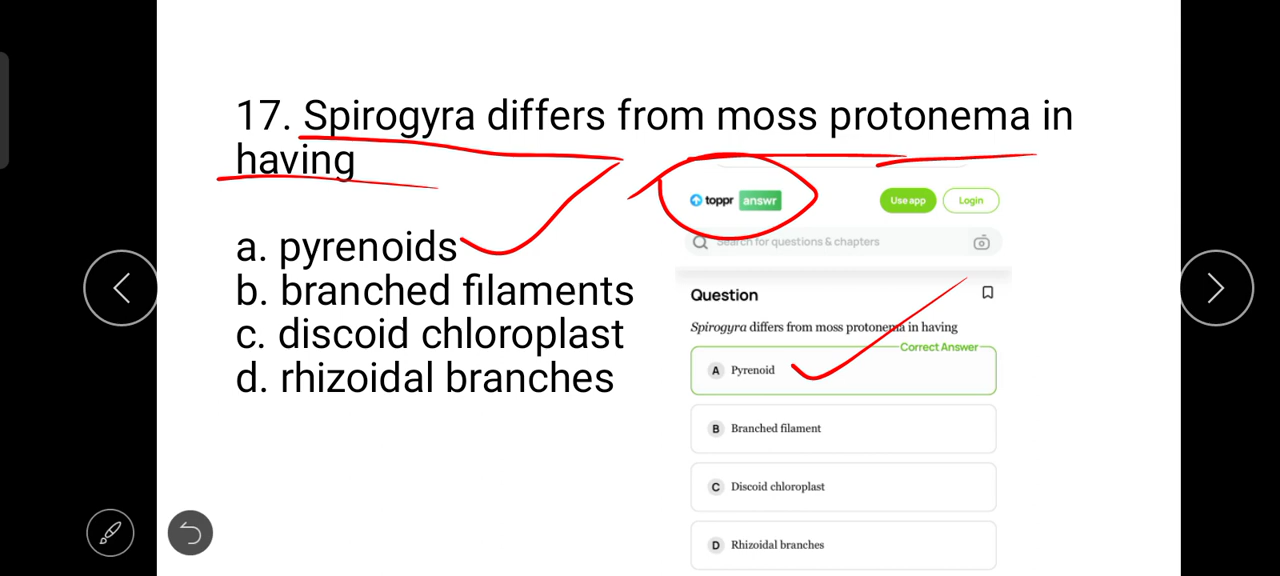 17. Spirogyra differs from moss protonema in
having
a. pyrenoids
b. branched filaments
c. discoid chloroplast
d. rhizoidal branches
toppr answr
Use app
Login
Search for questions & chapters
Question
Spirogyra differs from moss protonema in having
Correct Answer
A Pyrenoid
B Branched filament
C Discoid chloroplast
D Rhizoidal branches